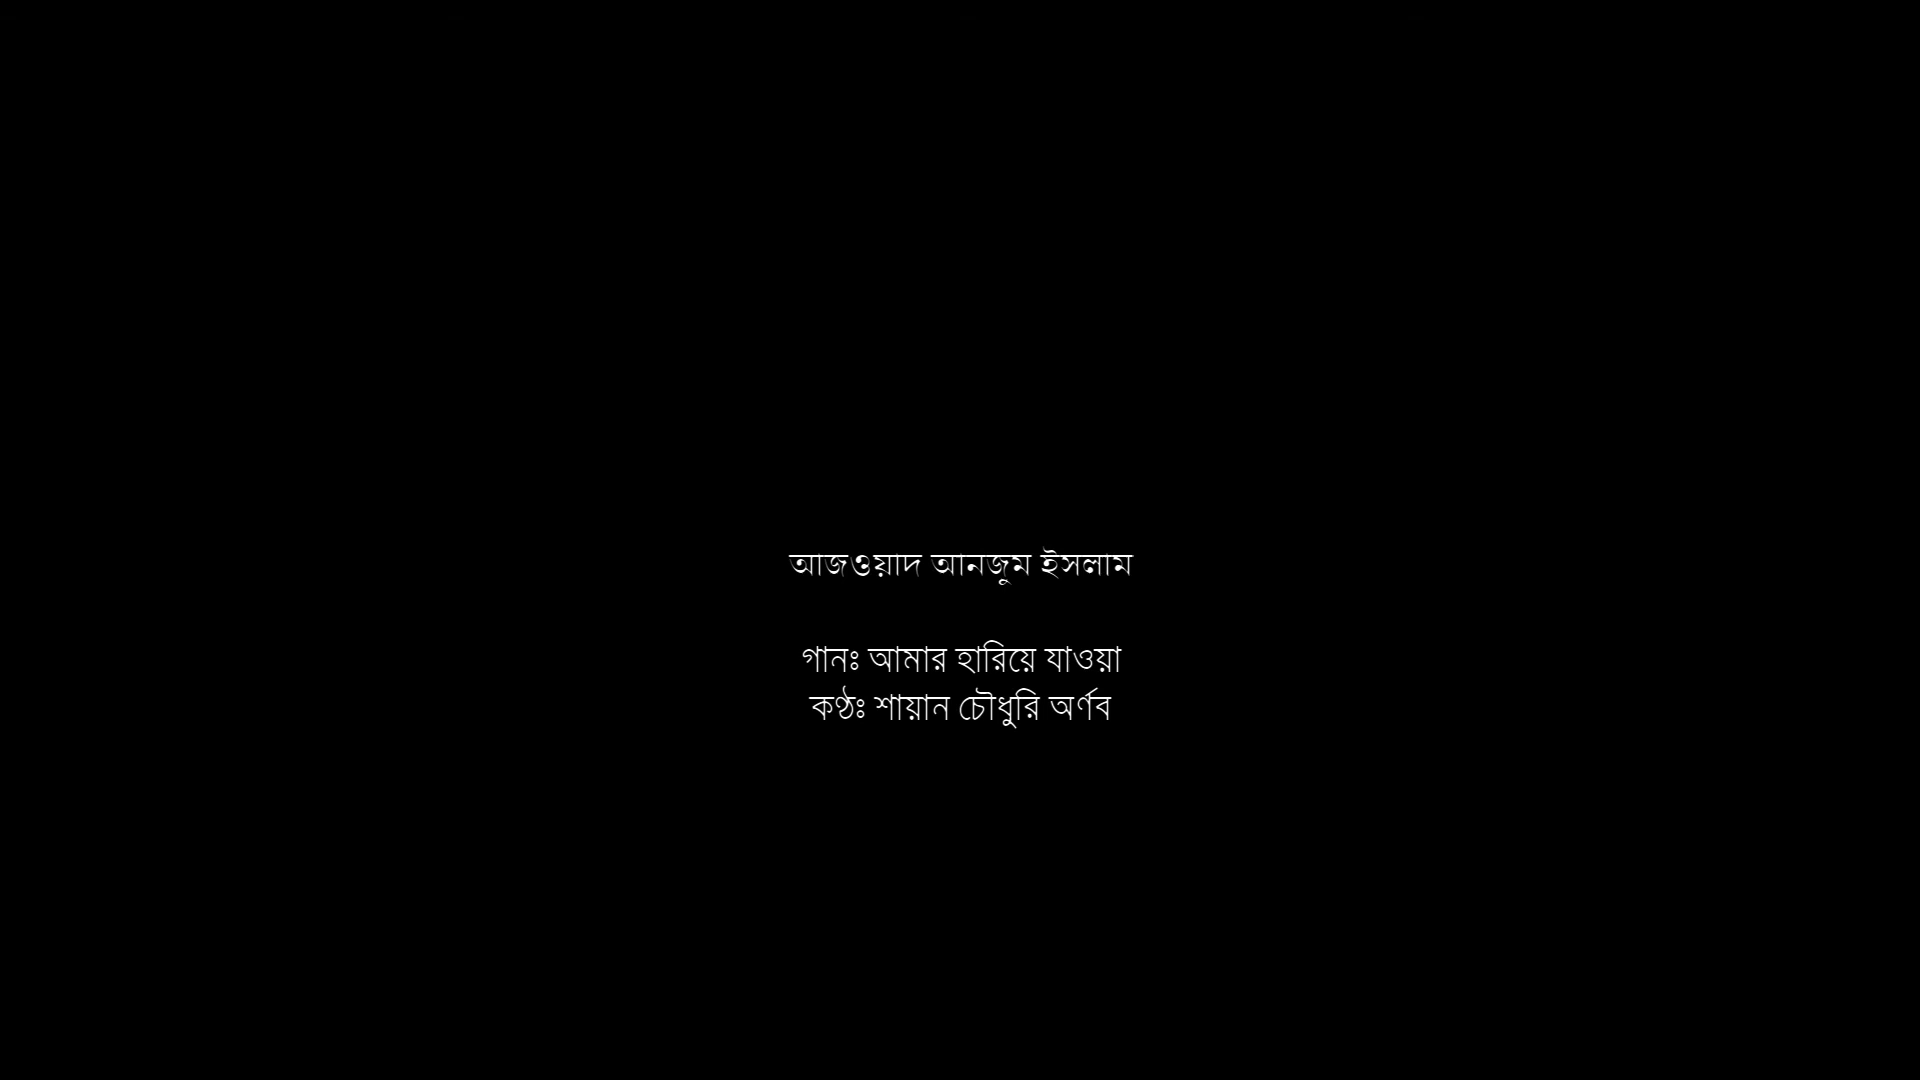 আজওয়াদ আনজুম ইসলাম
গানঃ আমার হারিয়ে যাওয়া
কণ্ঠঃ শায়ান চৌধুরি অর্ণব